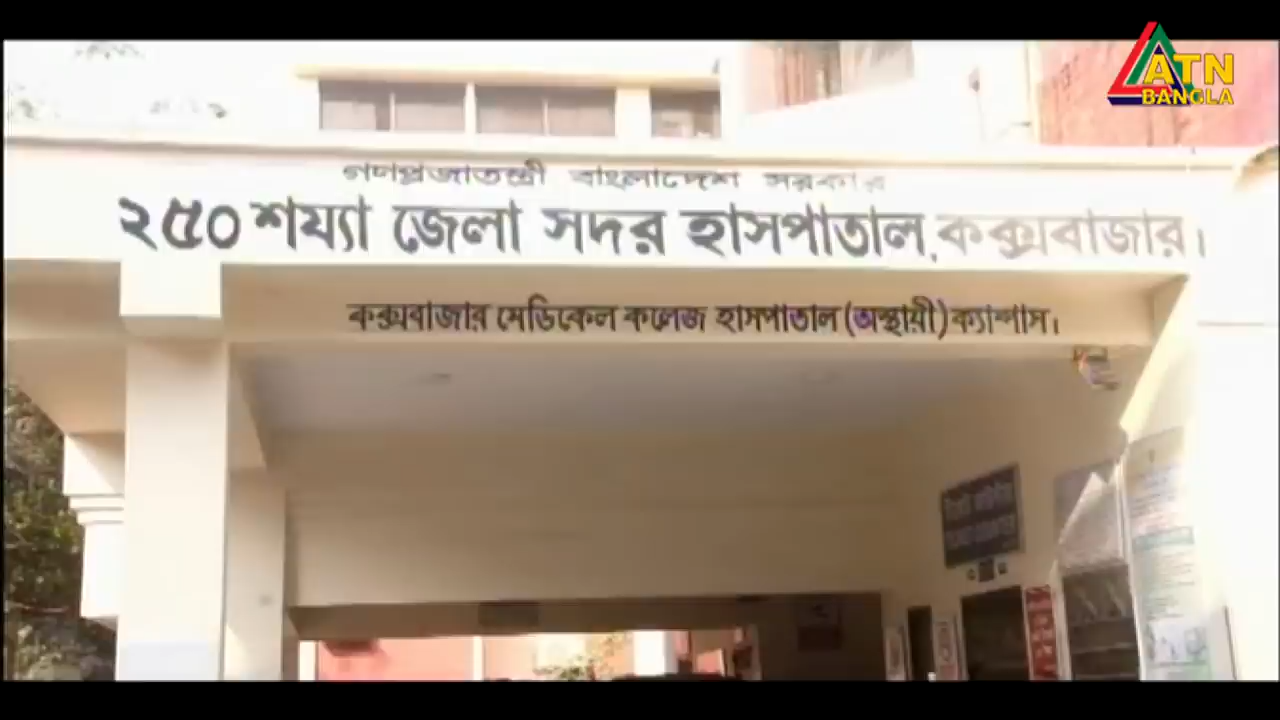 ATN
BANGLA
গণপ্রজাতন্ত্রী বাংলাদেশ সরকার
২৫০ শয্যা জেলা সদর হাসপাতাল, কক্সবাজার।
কক্সবাজার মেডিকেল কলেজ হাসপাতাল (অস্থায়ী) ক্যাম্পাস।